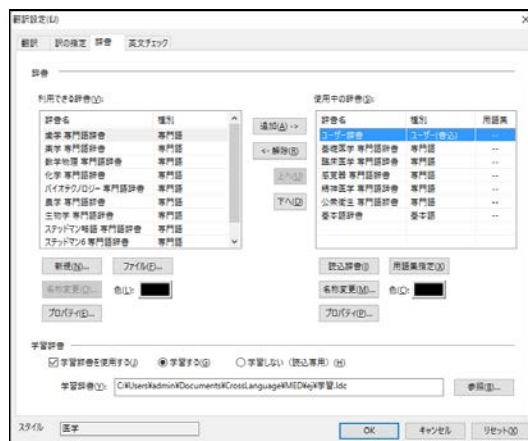 翻訳設定(LI)
翻訳 訳の指定 辞書 英文チェック
辞書
利用できる辞書(V):
辞書名 種別
歯学 専門語辞書 専門語
薬学 専門語辞書 専門語
数学物理 専門語辞書 専門語
化学 専門語辞書 専門語
バイオテクノロジー 専門語辞書 専門語
農学 専門語辞書 専門語
生物学 専門語辞書 専門語
ステッドマン略語 専門語辞書 専門語
ステッドマン6 専門語辞書 専門語
追加(A) ->
<- 解除(R)
上へ(U)
下へ(D)
使用中の辞書(S):
辞書名 種別 用語集
ユーザー辞書 ユーザー(書込) --
基礎医学 専門語辞書 専門語 --
臨床医学 専門語辞書 専門語 --
感覚器 専門語辞書 専門語 --
精神医学 専門語辞書 専門語 --
公衆衛生 専門語辞書 専門語 --
基本語辞書 基本語 --
新規(N)... ファイル(F)...
名称変更(O)... 色(L):
プロパティ(E)...
読込辞書(I) 用語集指定(X)
名称変更(M)... 色(C):
プロパティ(P)...
学習辞書
学習辞書を使用する(J) 学習する(G) 学習しない（読込専用）(H)
学習辞書(Y): C:¥Users¥admin¥Documents¥CrossLanguage¥MED¥ej¥学習.ldc 参照(B)...
スタイル 医学 OK キャンセル リセット(X)